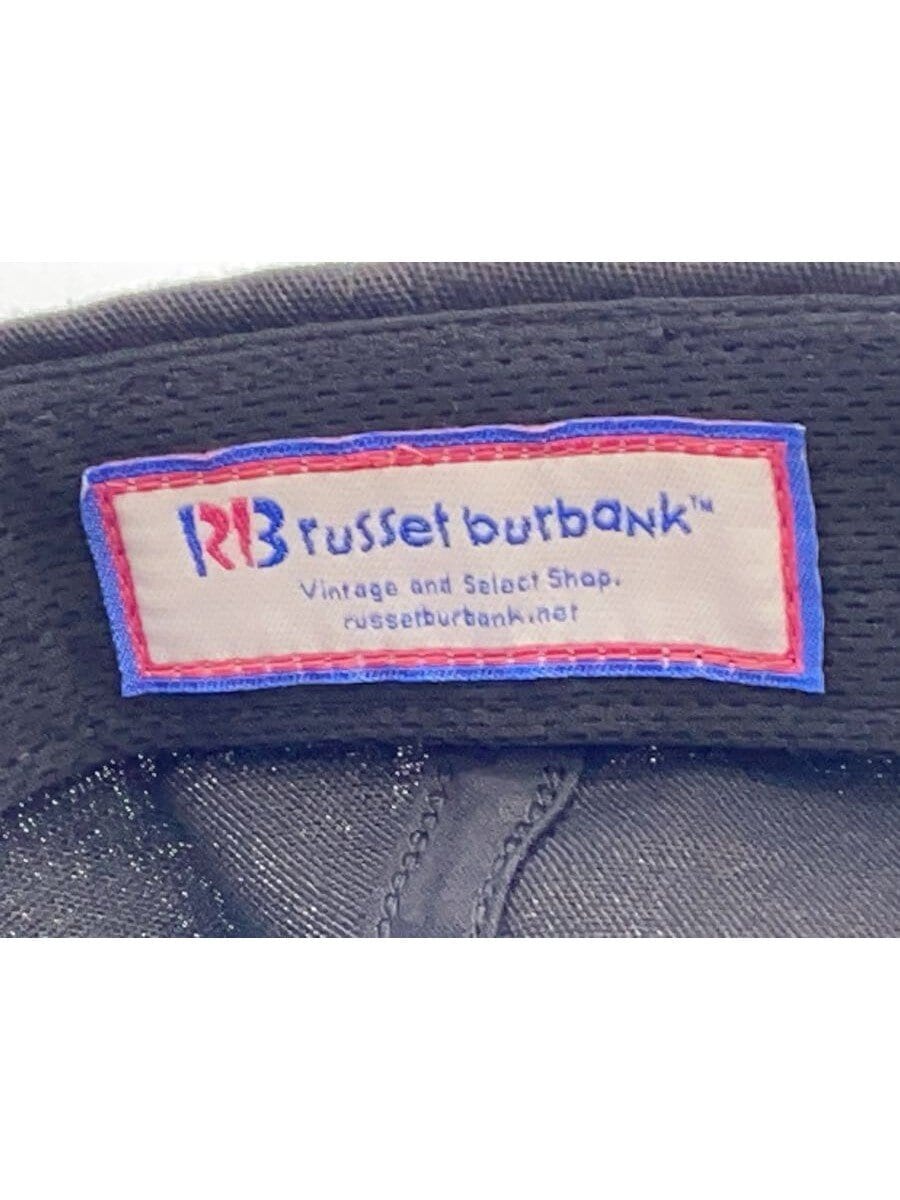 RB russet burbank™
Vintage and Select Shop.
russetburbank.net